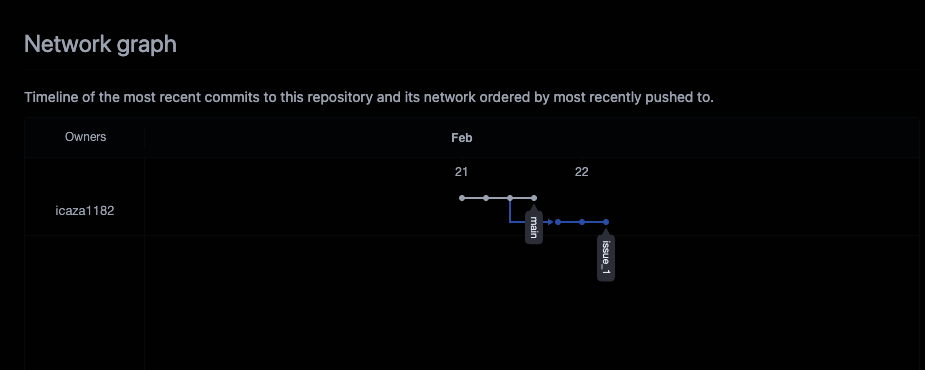 Network graph
Timeline of the most recent commits to this repository and its network ordered by most recently pushed to.
Owners
Feb
21
22
icaza1182
main
issue_1